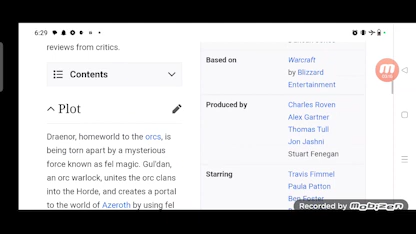 6:29
reviews from critics.
Contents
Plot
Draenor, homeworld to the orcs, is
being torn apart by a mysterious
force known as fel magic. Gul'dan,
an orc warlock, unites the orc clans
into the Horde, and creates a portal
to the world of Azeroth by using fel
Based on
Warcraft
by Blizzard
Entertainment
Produced by
Charles Roven
Alex Gartner
Thomas Tull
Jon Jashni
Stuart Fenegan
Starring
Travis Fimmel
Paula Patton
Ben Foster
Recorded by Mobizen